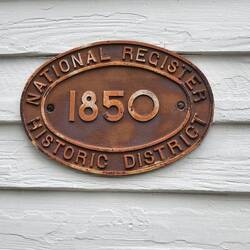 NATIONAL REGISTER
1850
HISTORIC DISTRICT